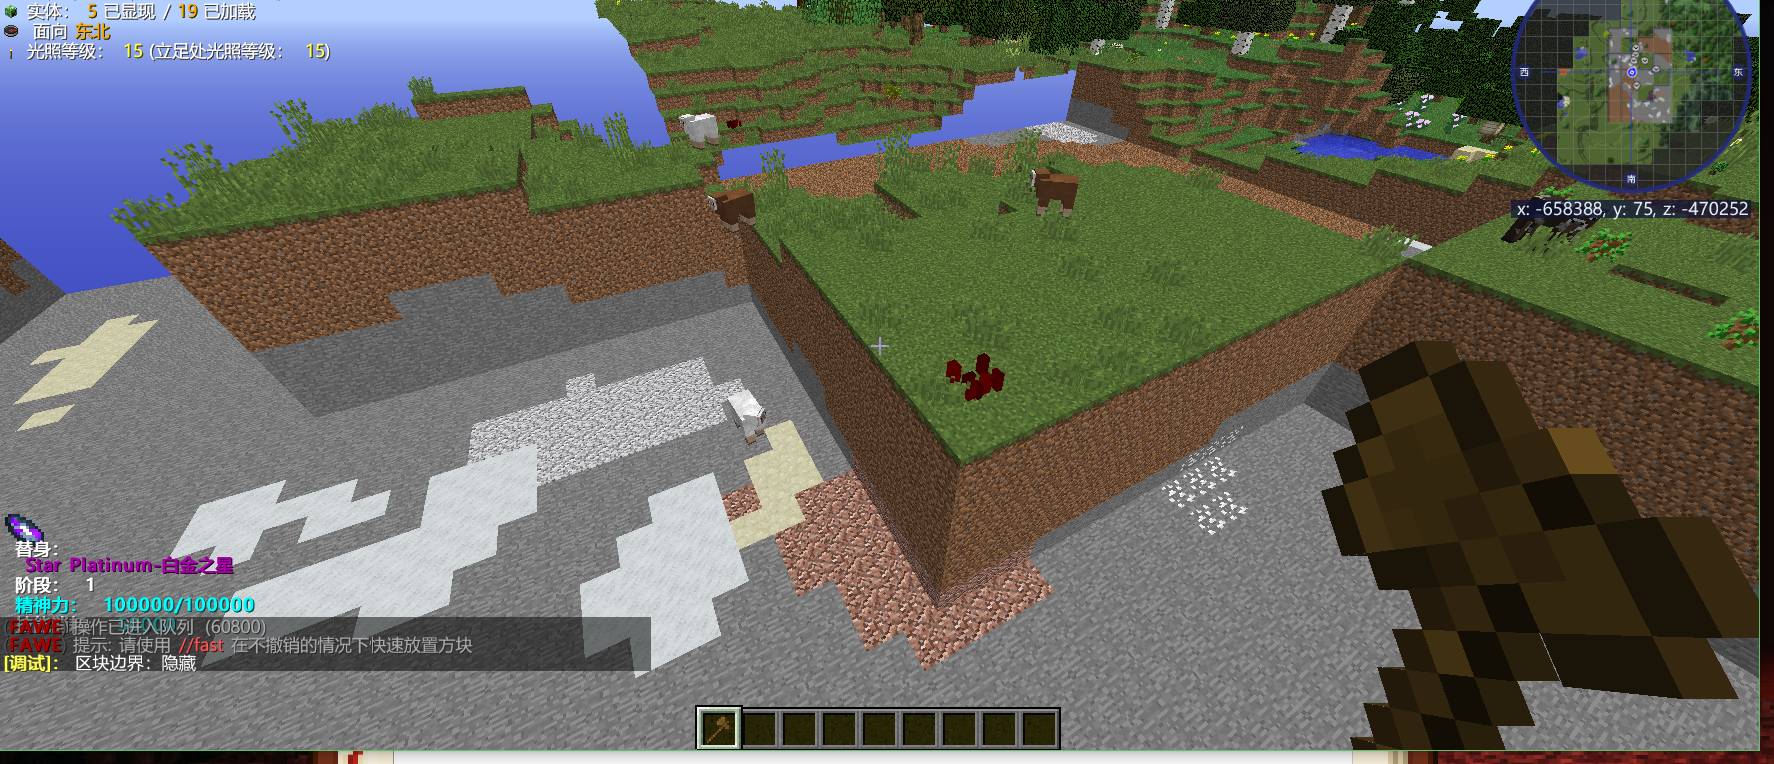 实体： 5 已显现 / 19 已加载
面向 东北
光照等级： 15 (立足处光照等级： 15)
西
东
南
x: -658388, y: 75, z: -470252
替身：
Star Platinum-白金之星
阶段： 1
精神力： 100000/100000
(FAWE) 操作已进入队列 (60800)
(FAWE) 提示: 请使用 //fast 在不撤销的情况下快速放置方块
[调试]： 区块边界：隐藏